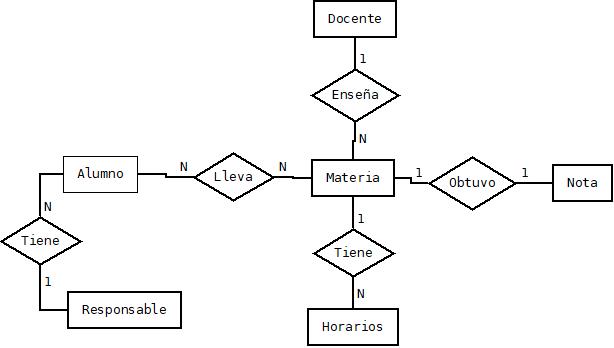 Docente
1
Enseña
N
Alumno
N
Lleva
N
Materia
1
Obtuvo
1
Nota
N
Tiene
1
Responsable
1
Tiene
N
Horarios